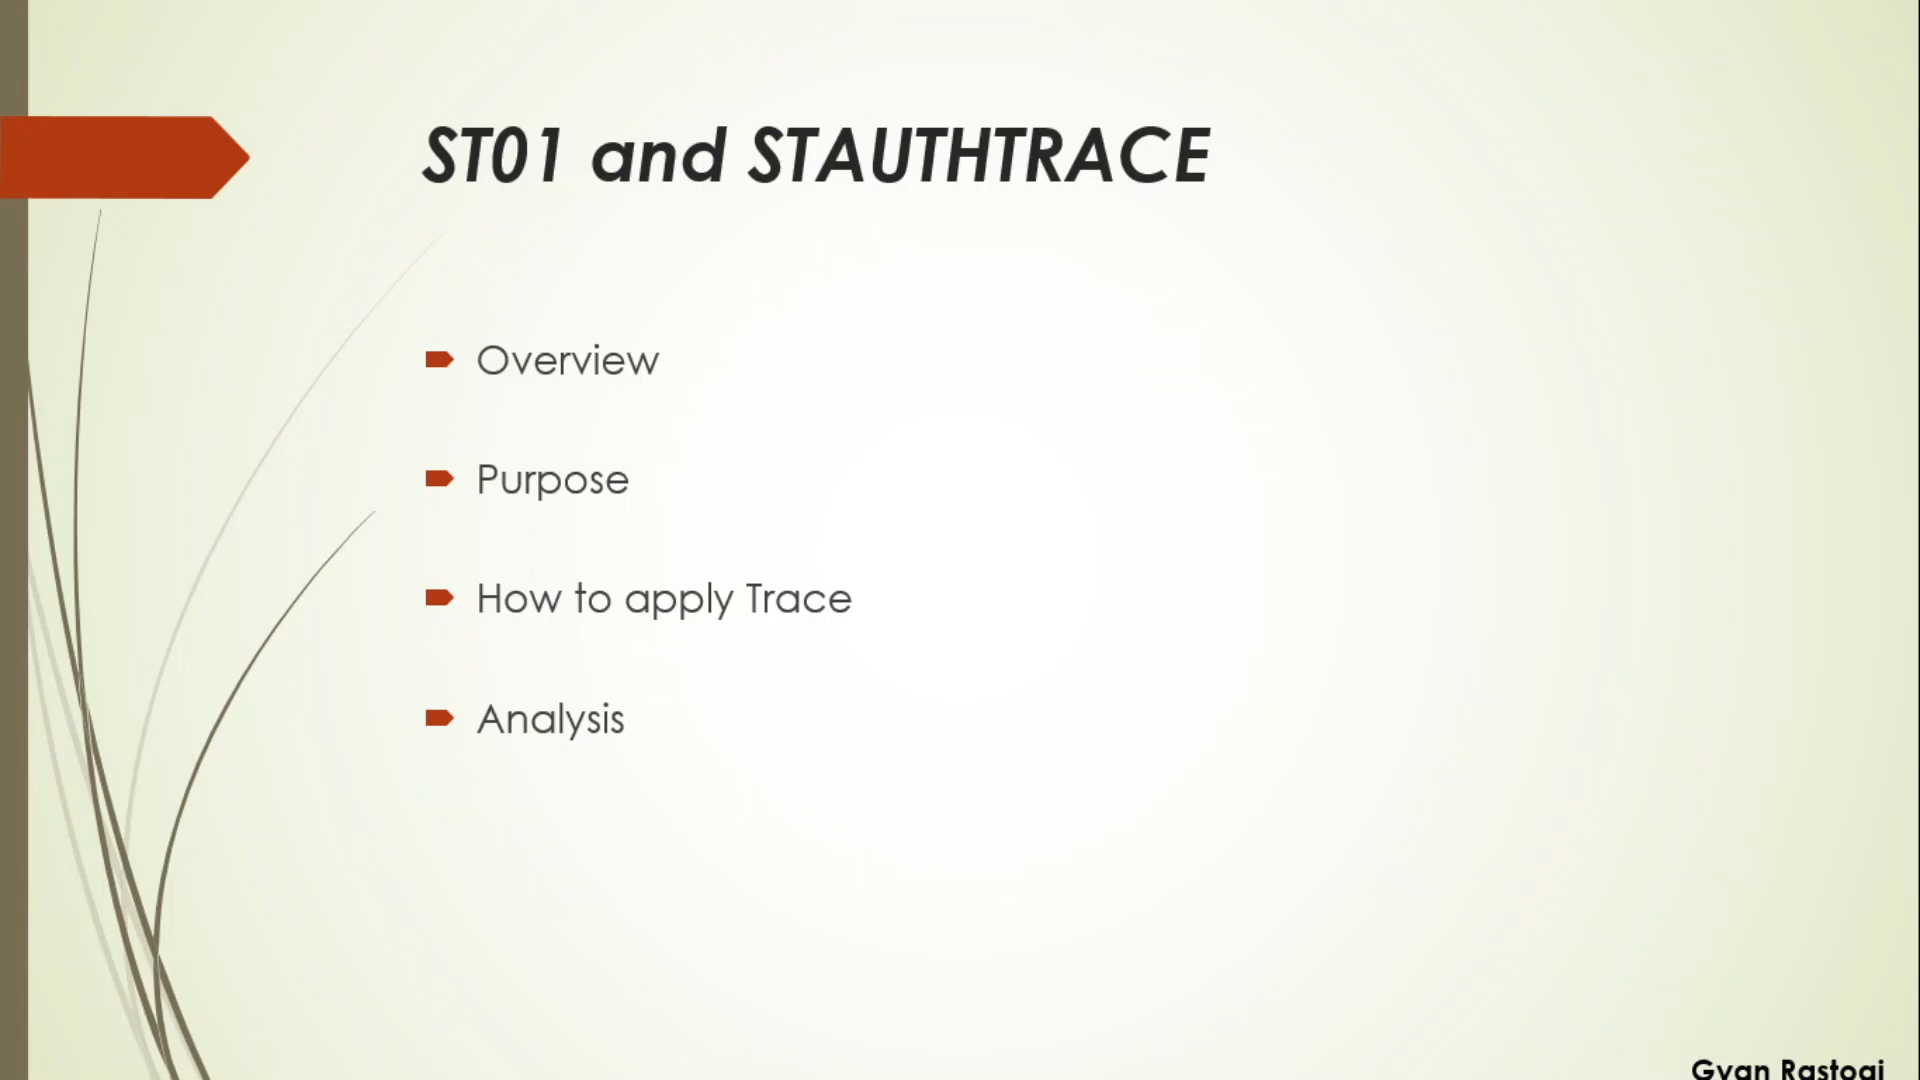 ST01 and STAUTHTRACE
Overview
Purpose
How to apply Trace
Analysis
Gyan Rastogi